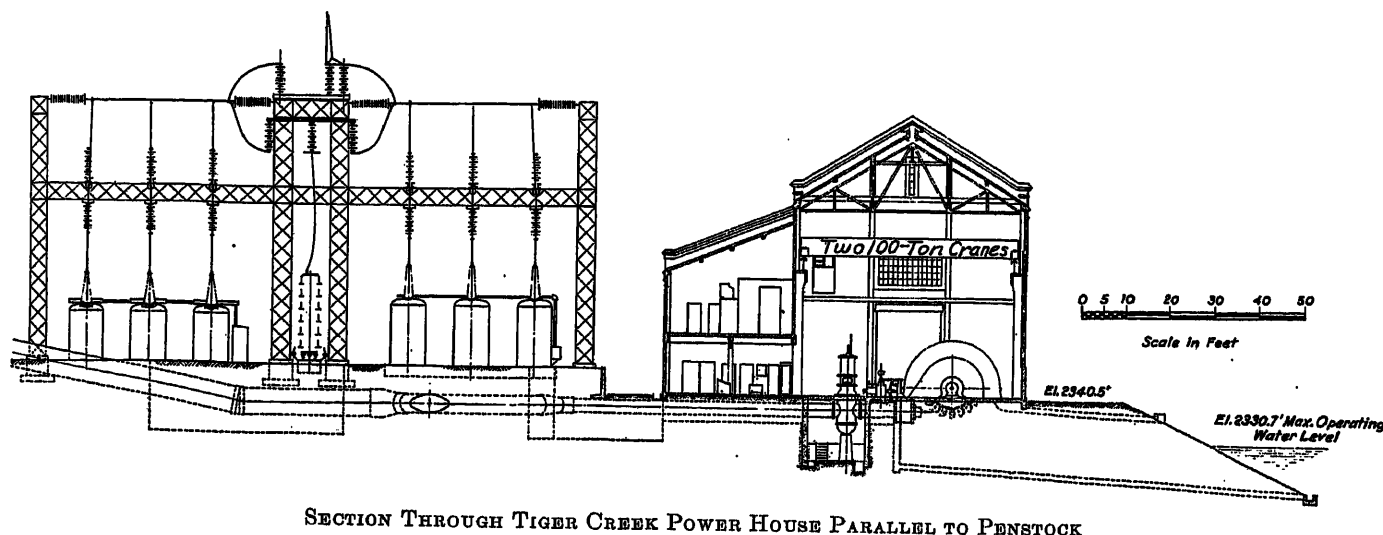 Two 100-Ton Cranes
0 5 10 20 30 40 50
Scale in Feet
El. 2340.5'
El. 2330.7' Max. Operating
Water Level
SECTION THROUGH TIGER CREEK POWER HOUSE PARALLEL TO PENSTOCK